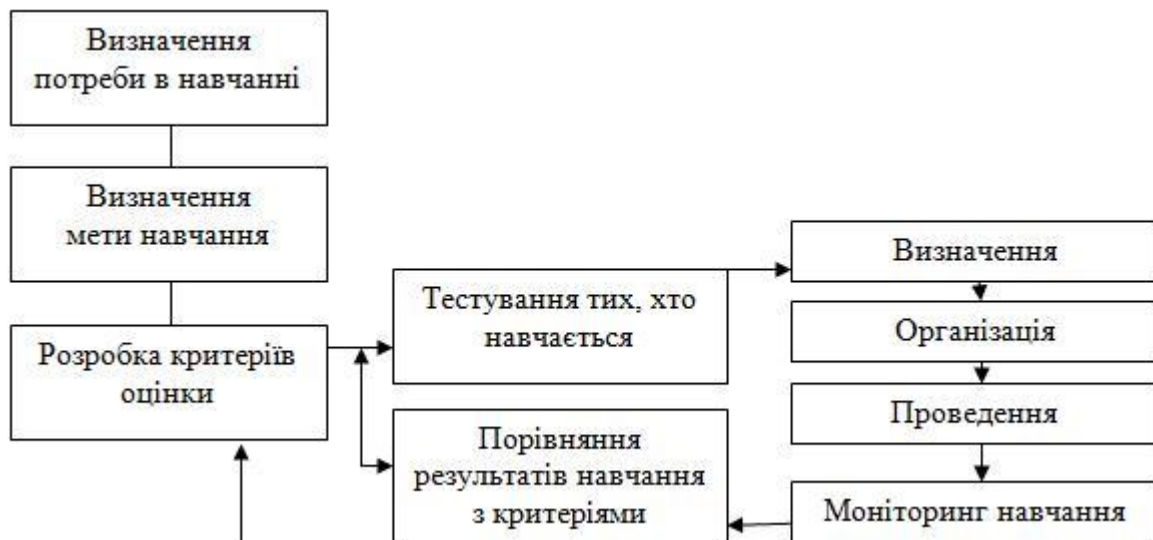 Визначення
потреби в навчанні
Визначення
мети навчання
Розробка критеріїв
оцінки
Тестування тих, хто
навчається
Порівняння
результатів навчання
з критеріями
Визначення
Організація
Проведення
Моніторинг навчання